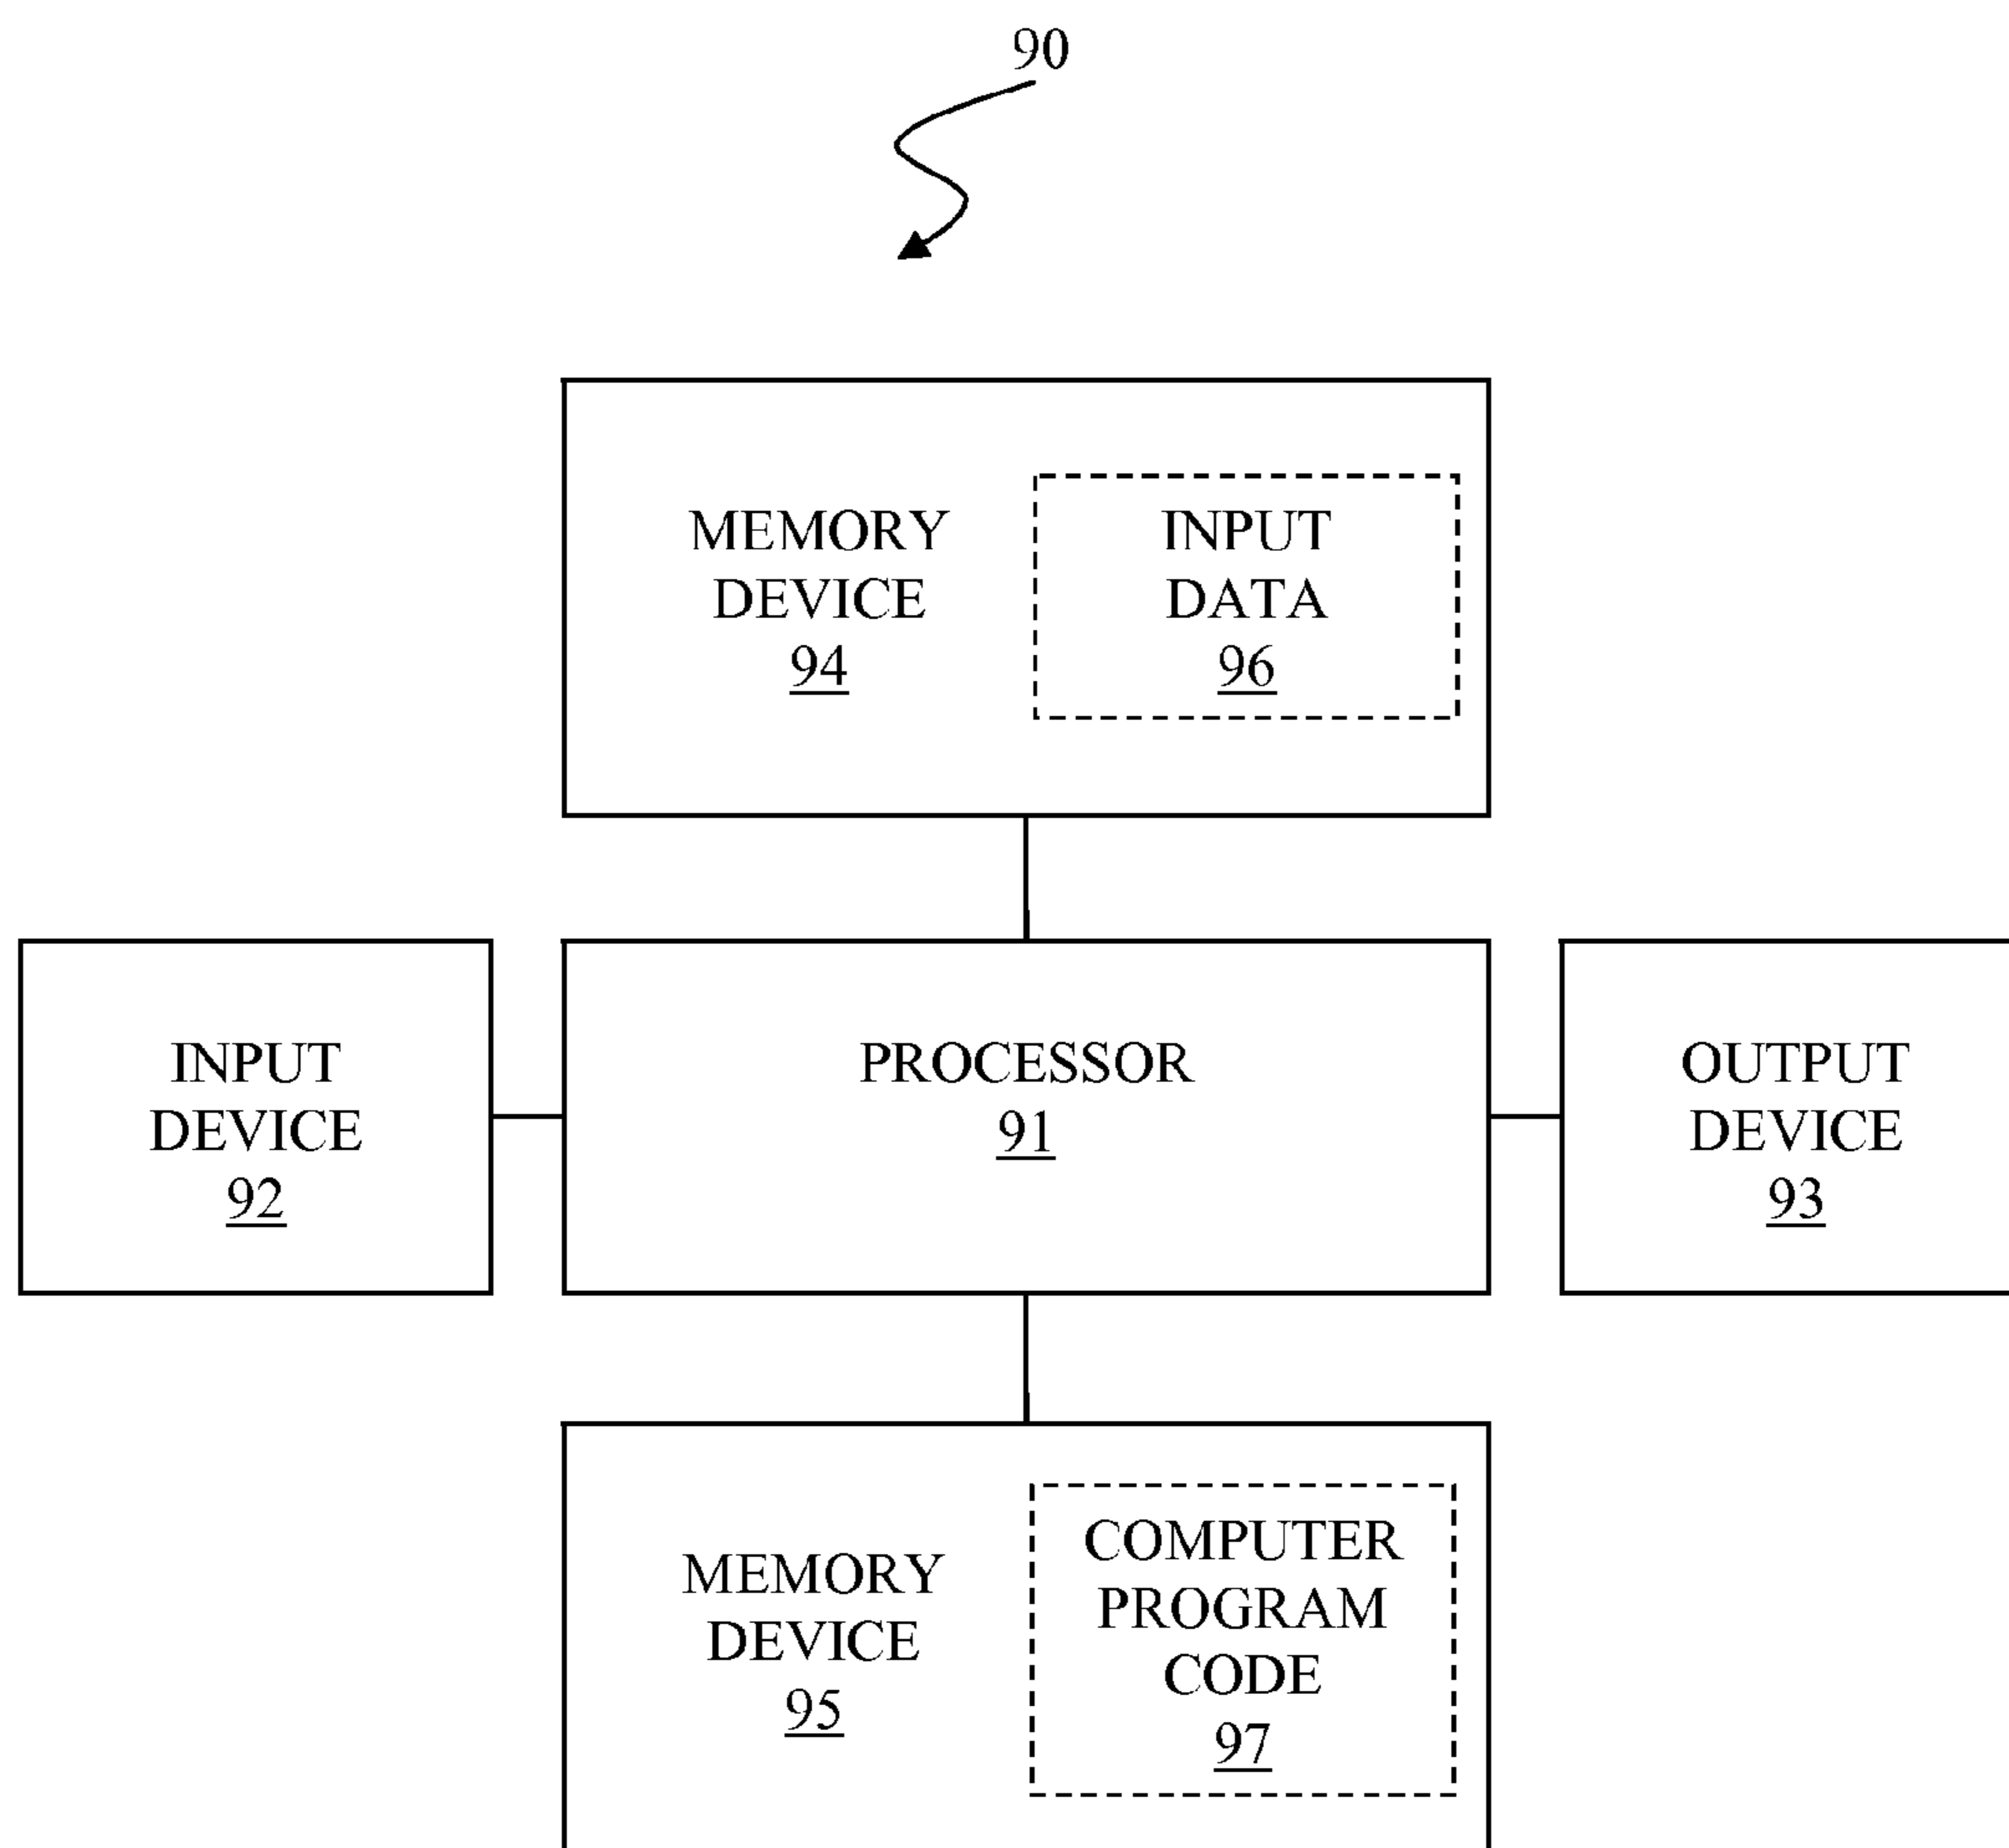 90
MEMORY
DEVICE
94
INPUT
DATA
96
INPUT
DEVICE
92
PROCESSOR
91
OUTPUT
DEVICE
93
MEMORY
DEVICE
95
COMPUTER
PROGRAM
CODE
97